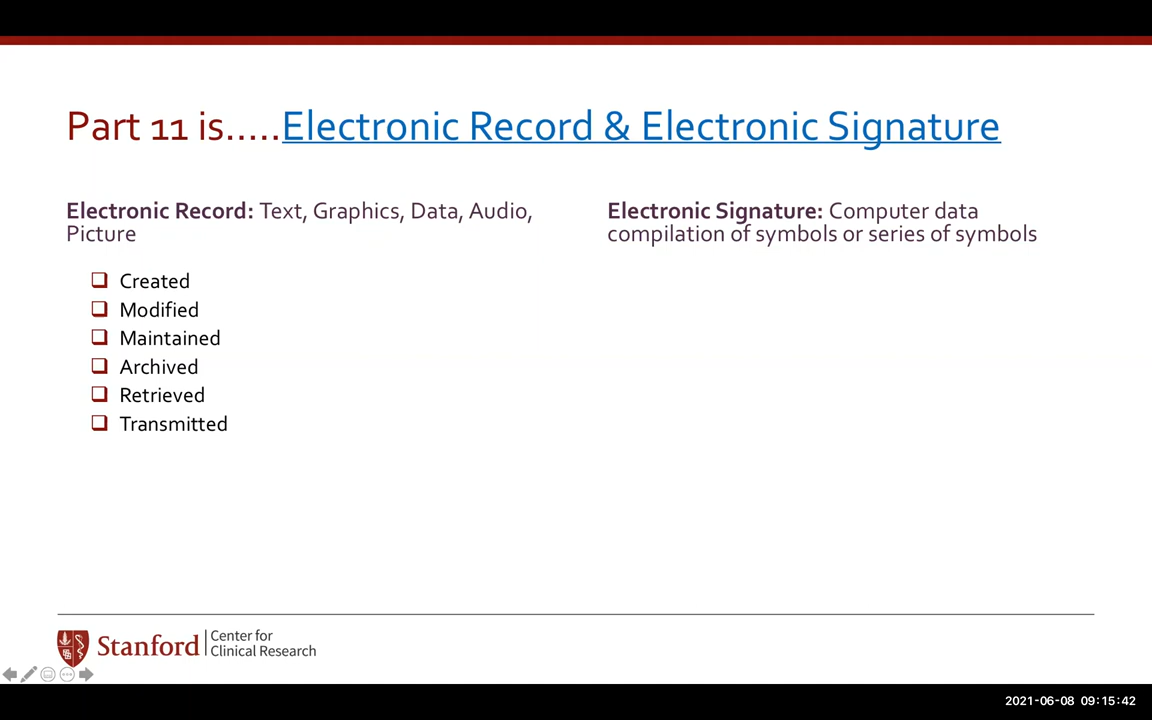 Part 11 is.....Electronic Record & Electronic Signature
Electronic Record: Text, Graphics, Data, Audio,
Picture
Created
Modified
Maintained
Archived
Retrieved
Transmitted
Electronic Signature: Computer data
compilation of symbols or series of symbols
Stanford
Center for
Clinical Research
2021-06-08 09:15:42